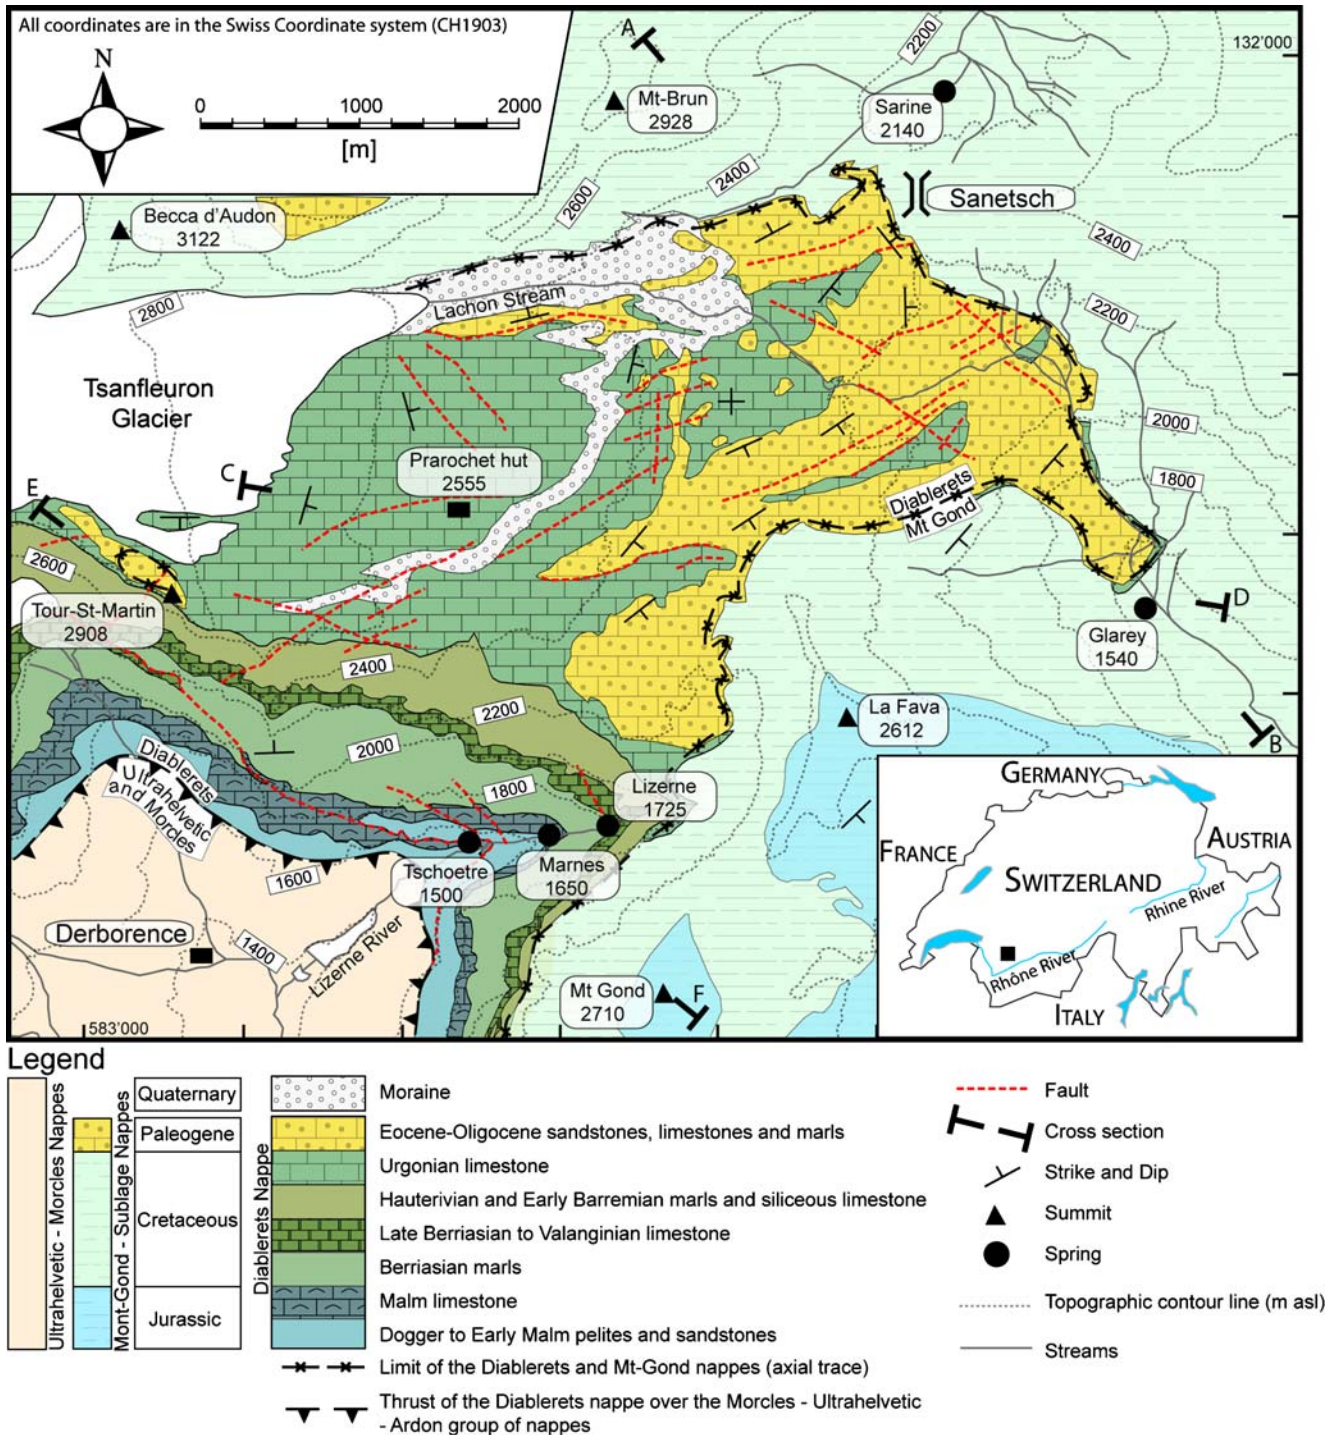 All coordinates are in the Swiss Coordinate system (CH1903)
N
0 1000 2000
[m]
A
2200
132'000
Mt-Brun
2928
Sarine
2140
2400
2600
Sanetsch
Becca d'Audon
3122
2400
2800
Lachon Stream
2200
Tsanfleuron
Glacier
Prarochet hut
2555
C
2000
E
1800
Diablerets
Mt Gond
2600
D
Tour-St-Martin
2908
Glarey
1540
2400
2200
La Fava
2612
B
2000
Diablerets
Ultrahelvetic
and Morcles
1800
Lizerne
1725
1600
Tschoetre
1500
Marnes
1650
Derborence
1400
Lizerne River
Mt Gond
2710
F
583'000
GERMANY
FRANCE
AUSTRIA
SWITZERLAND
Rhine River
Rhône River
ITALY
Legend
Ultrahelvetic - Morcles Nappes
Mont-Gond - Sublage Nappes
Quaternary
Paleogene
Cretaceous
Jurassic
Diablerets Nappe
Moraine
Eocene-Oligocene sandstones, limestones and marls
Urgonian limestone
Hauterivian and Early Barremian marls and siliceous limestone
Late Berriasian to Valanginian limestone
Berriasian marls
Malm limestone
Dogger to Early Malm pelites and sandstones
Limit of the Diablerets and Mt-Gond nappes (axial trace)
Thrust of the Diablerets nappe over the Morcles - Ultrahelvetic
- Ardon group of nappes
Fault
Cross section
Strike and Dip
Summit
Spring
Topographic contour line (m asl)
Streams